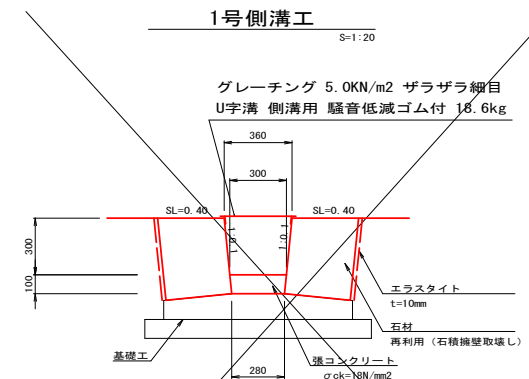 1号側溝工
S=1:20
グレーチング 5.0KN/m2 ザラザラ細目
U字溝 側溝用 騒音低減ゴム付 18.6kg
360
300
SL=0.40
SL=0.40
1:0.1
1:0.1
300
100
エラスタイト
t=10mm
石材
再利用（石積擁壁取壊し）
基礎工
張コンクリート
σck=18N/mm2
280